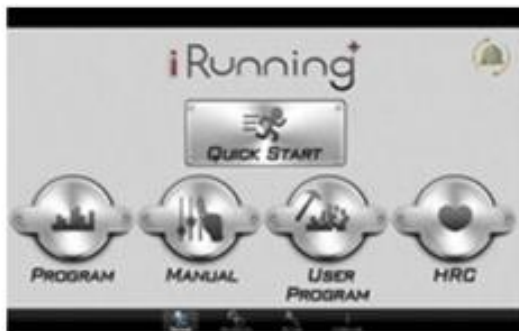 iRunning+
QUICK START
PROGRAM
MANUAL
USER
PROGRAM
HRC